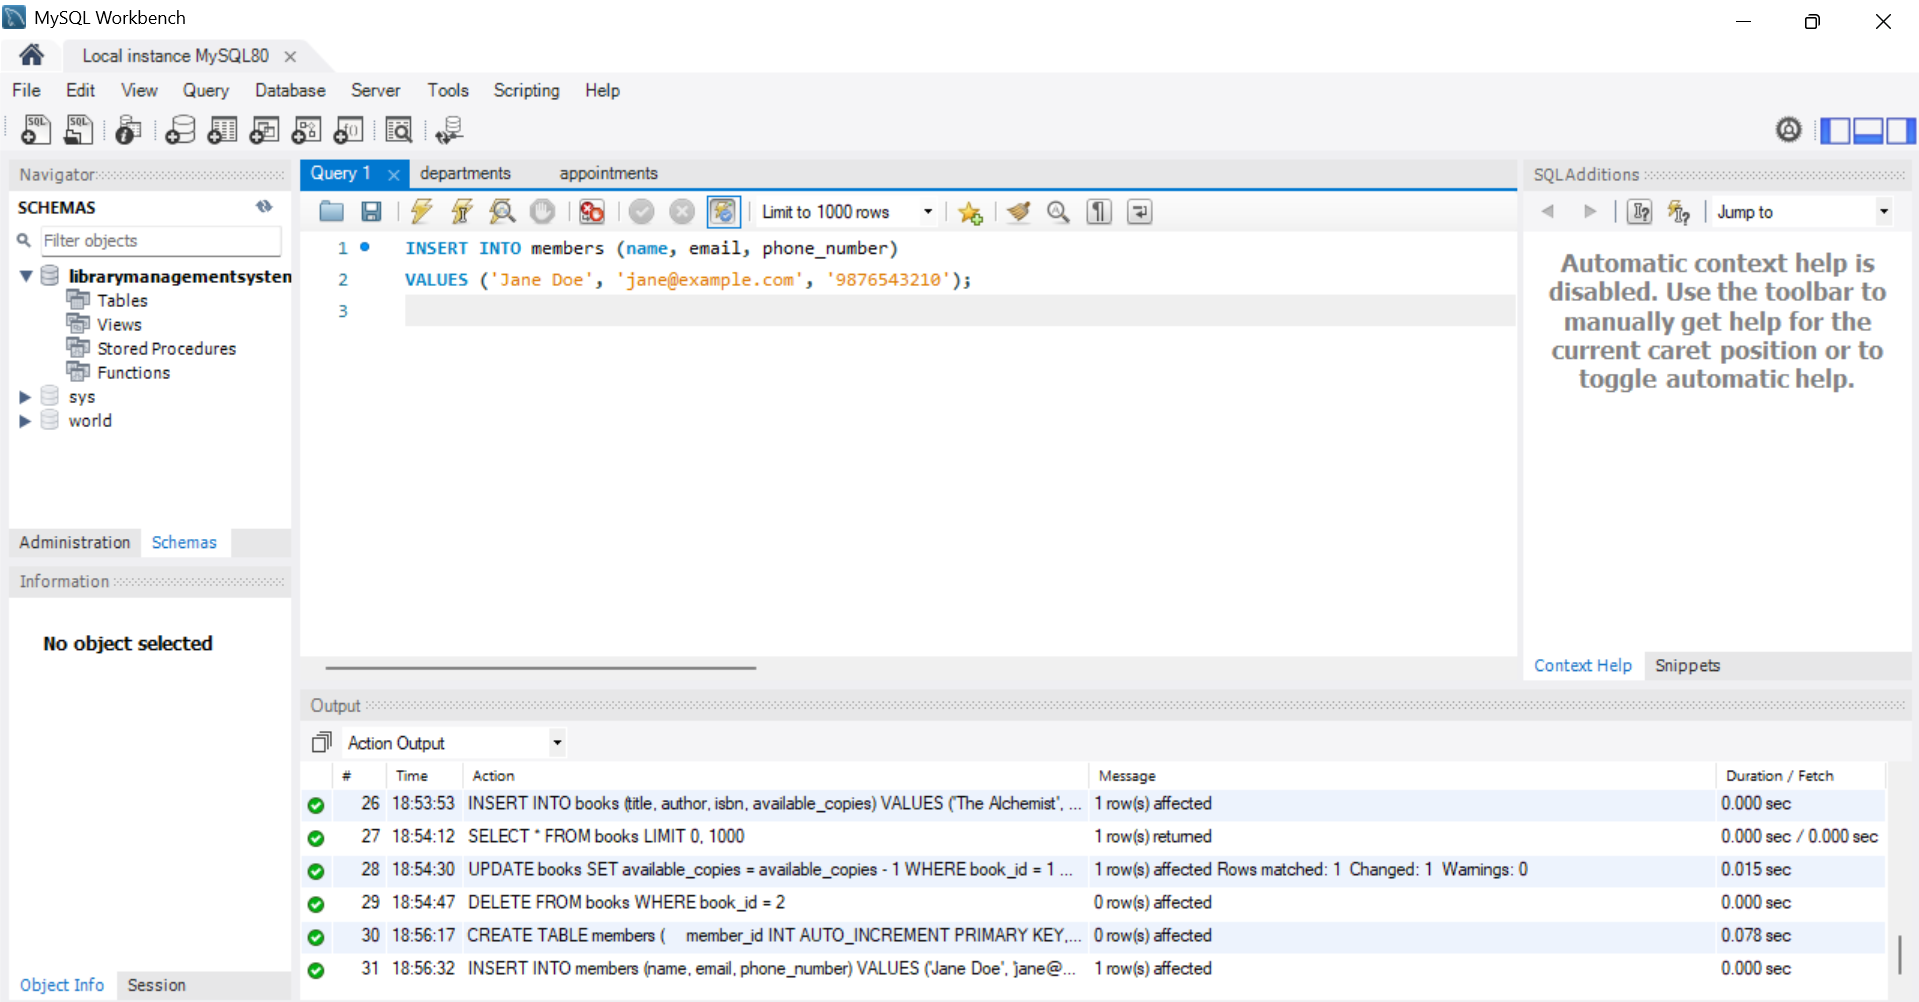 MySQL Workbench
Local instance MySQL80
File Edit View Query Database Server Tools Scripting Help
Navigator
SCHEMAS
Filter objects
librarymanagementsysten
Tables
Views
Stored Procedures
Functions
sys
world
Administration Schemas
Information
No object selected
Object Info Session
Query 1 departments appointments
Limit to 1000 rows
1 INSERT INTO members (name, email, phone_number)
2 VALUES ('Jane Doe', 'jane@example.com', '9876543210');
3
SQLAdditions
Jump to
Automatic context help is
disabled. Use the toolbar to
manually get help for the
current caret position or to
toggle automatic help.
Context Help Snippets
Output
Action Output
# Time Action Message Duration / Fetch
26 18:53:53 INSERT INTO books (title, author, isbn, available_copies) VALUES ('The Alchemist', ... 1 row(s) affected 0.000 sec
27 18:54:12 SELECT * FROM books LIMIT 0, 1000 1 row(s) returned 0.000 sec / 0.000 sec
28 18:54:30 UPDATE books SET available_copies = available_copies - 1 WHERE book_id = 1 ... 1 row(s) affected Rows matched: 1 Changed: 1 Warnings: 0 0.015 sec
29 18:54:47 DELETE FROM books WHERE book_id = 2 0 row(s) affected 0.000 sec
30 18:56:17 CREATE TABLE members ( member_id INT AUTO_INCREMENT PRIMARY KEY,... 0 row(s) affected 0.078 sec
31 18:56:32 INSERT INTO members (name, email, phone_number) VALUES ('Jane Doe', 'jane@... 1 row(s) affected 0.000 sec